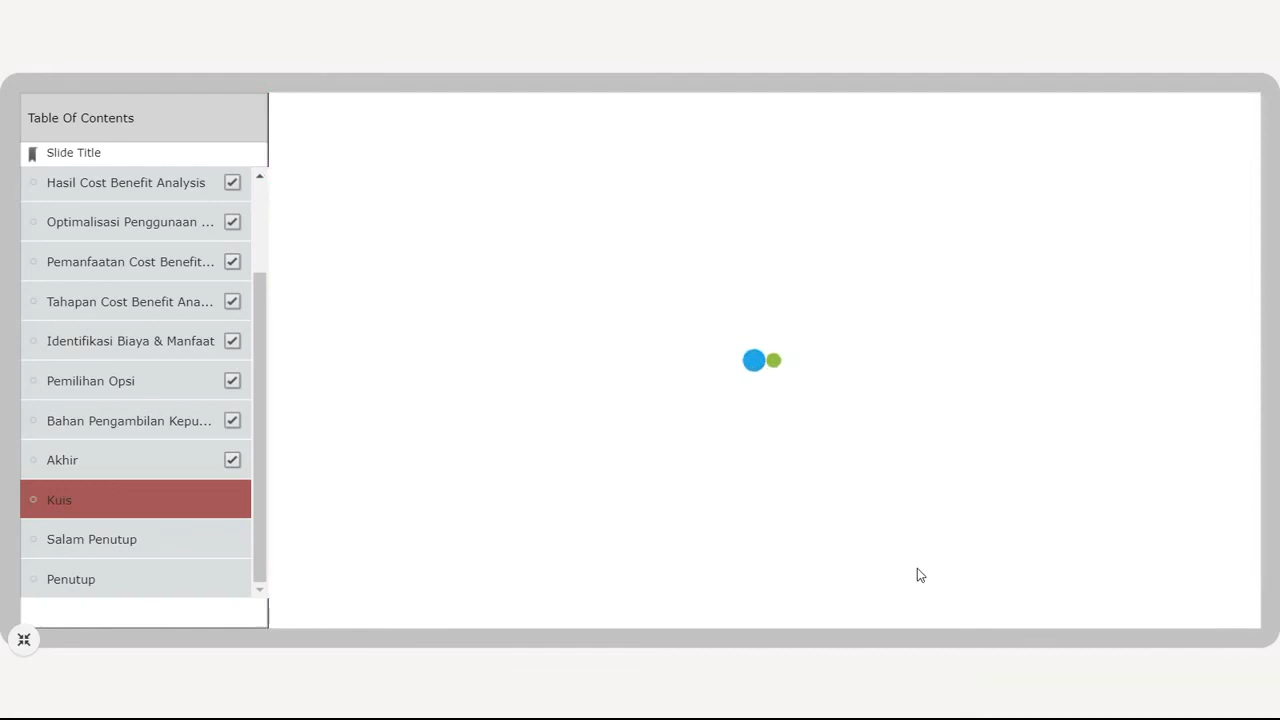 Table Of Contents
Slide Title
Hasil Cost Benefit Analysis
Optimalisasi Penggunaan ...
Pemanfaatan Cost Benefit...
Tahapan Cost Benefit Ana...
Identifikasi Biaya & Manfaat
Pemilihan Opsi
Bahan Pengambilan Kepu...
Akhir
Kuis
Salam Penutup
Penutup